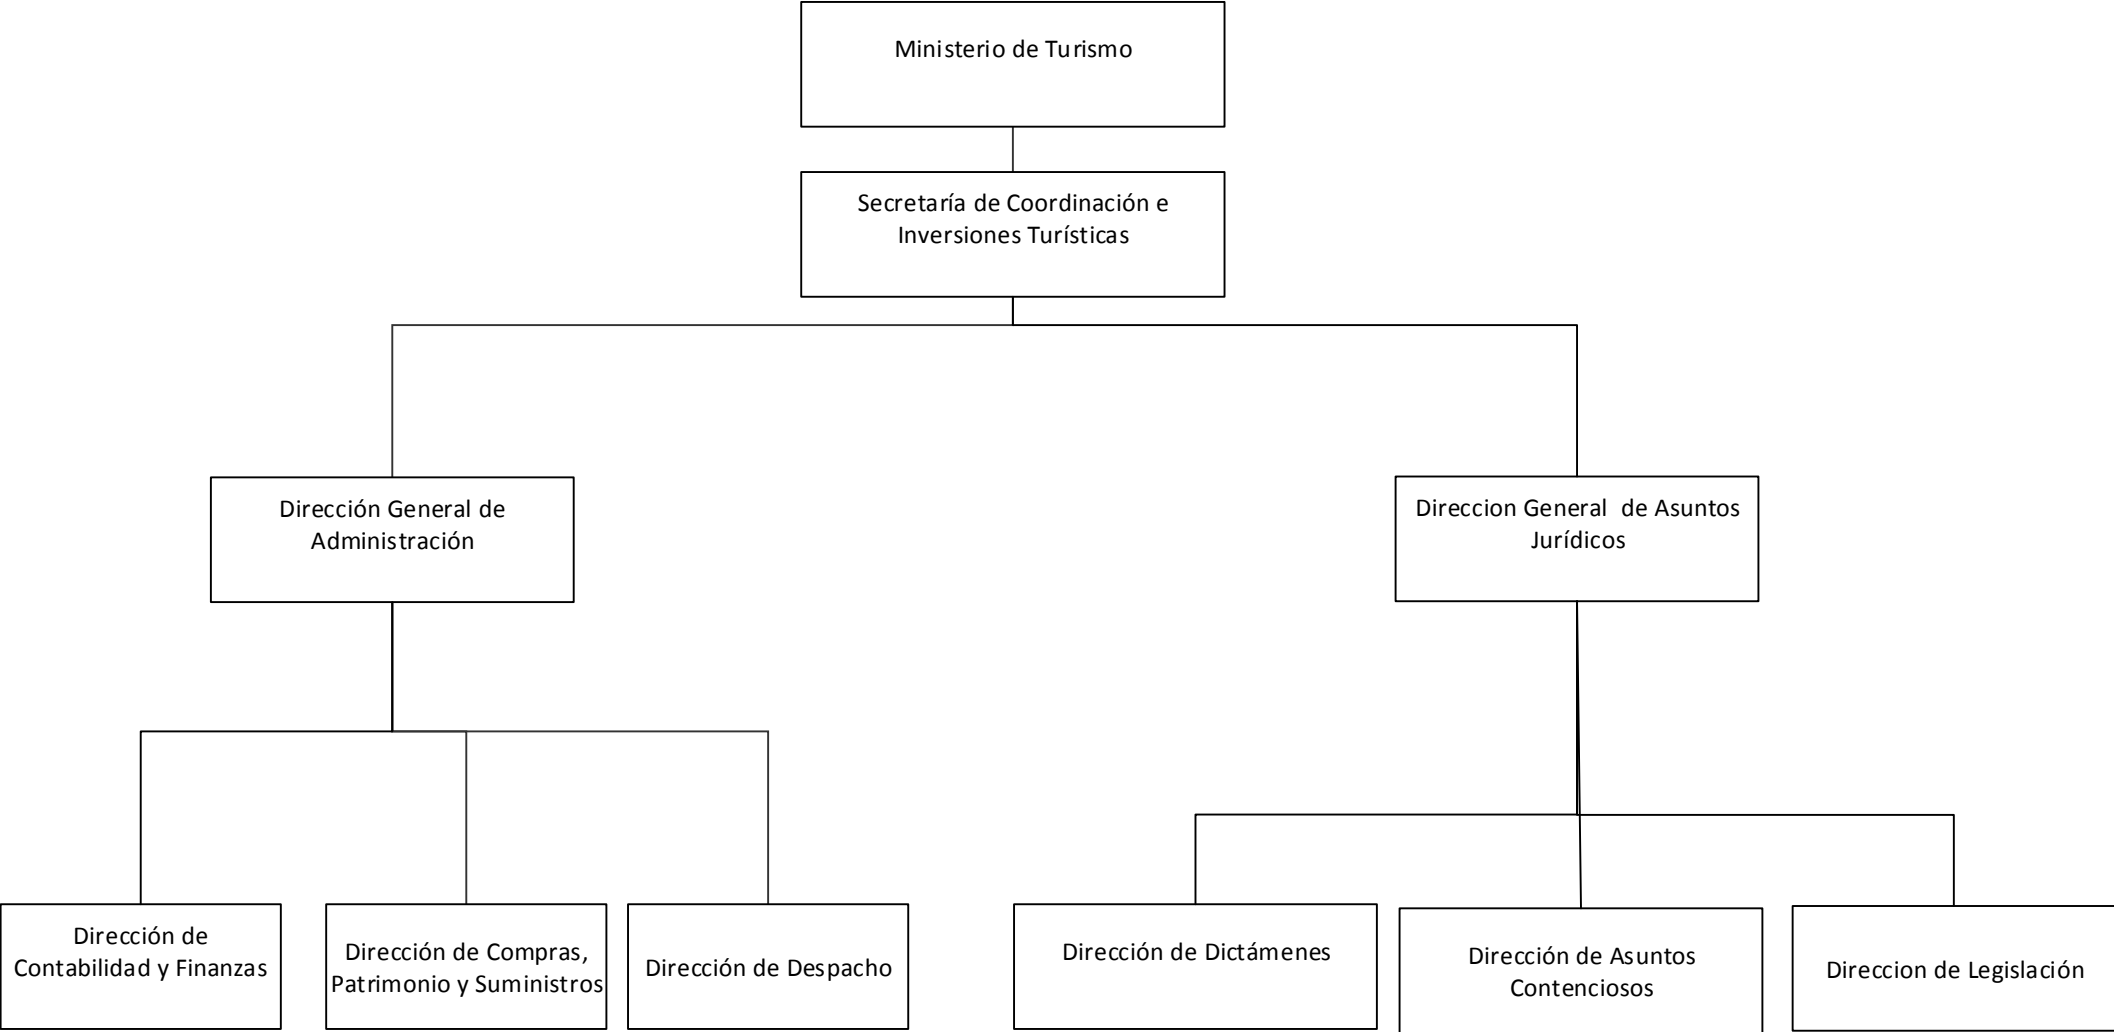 Ministerio de Turismo
Secretaría de Coordinación e
Inversiones Turísticas
Dirección General de
Administración
Direccion General  de Asuntos
Jurídicos
Dirección de
Contabilidad y Finanzas
Dirección de Compras,
Patrimonio y Suministros
Dirección de Despacho
Dirección de Dictámenes
Dirección de Asuntos
Contenciosos
Direccion de Legislación